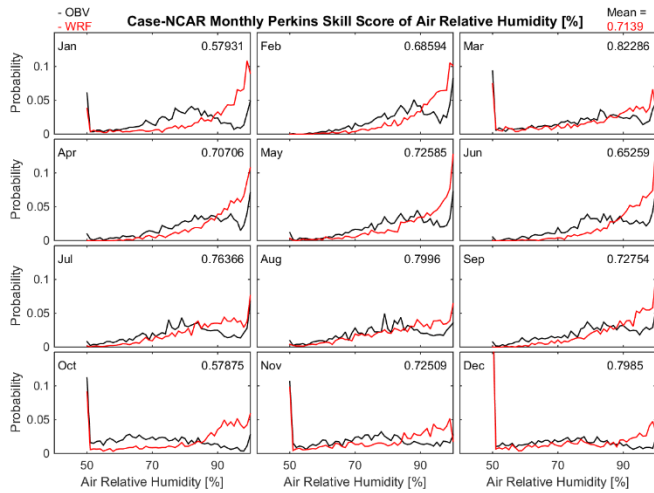 - OBV
- WRF
Case-NCAR Monthly Perkins Skill Score of Air Relative Humidity [%]
Mean =
0.7139
Jan 0.57931
Feb 0.68594
Mar 0.82286
Probability
0.1
0.05
0
Apr 0.70706
May 0.72585
Jun 0.65259
Probability
0.1
0.05
0
Jul 0.76366
Aug 0.7996
Sep 0.72754
Probability
0.1
0.05
0
Oct 0.57875
Nov 0.72509
Dec 0.7985
Probability
0.1
0.05
0
50 70 90
50 70 90
50 70 90
Air Relative Humidity [%]
Air Relative Humidity [%]
Air Relative Humidity [%]